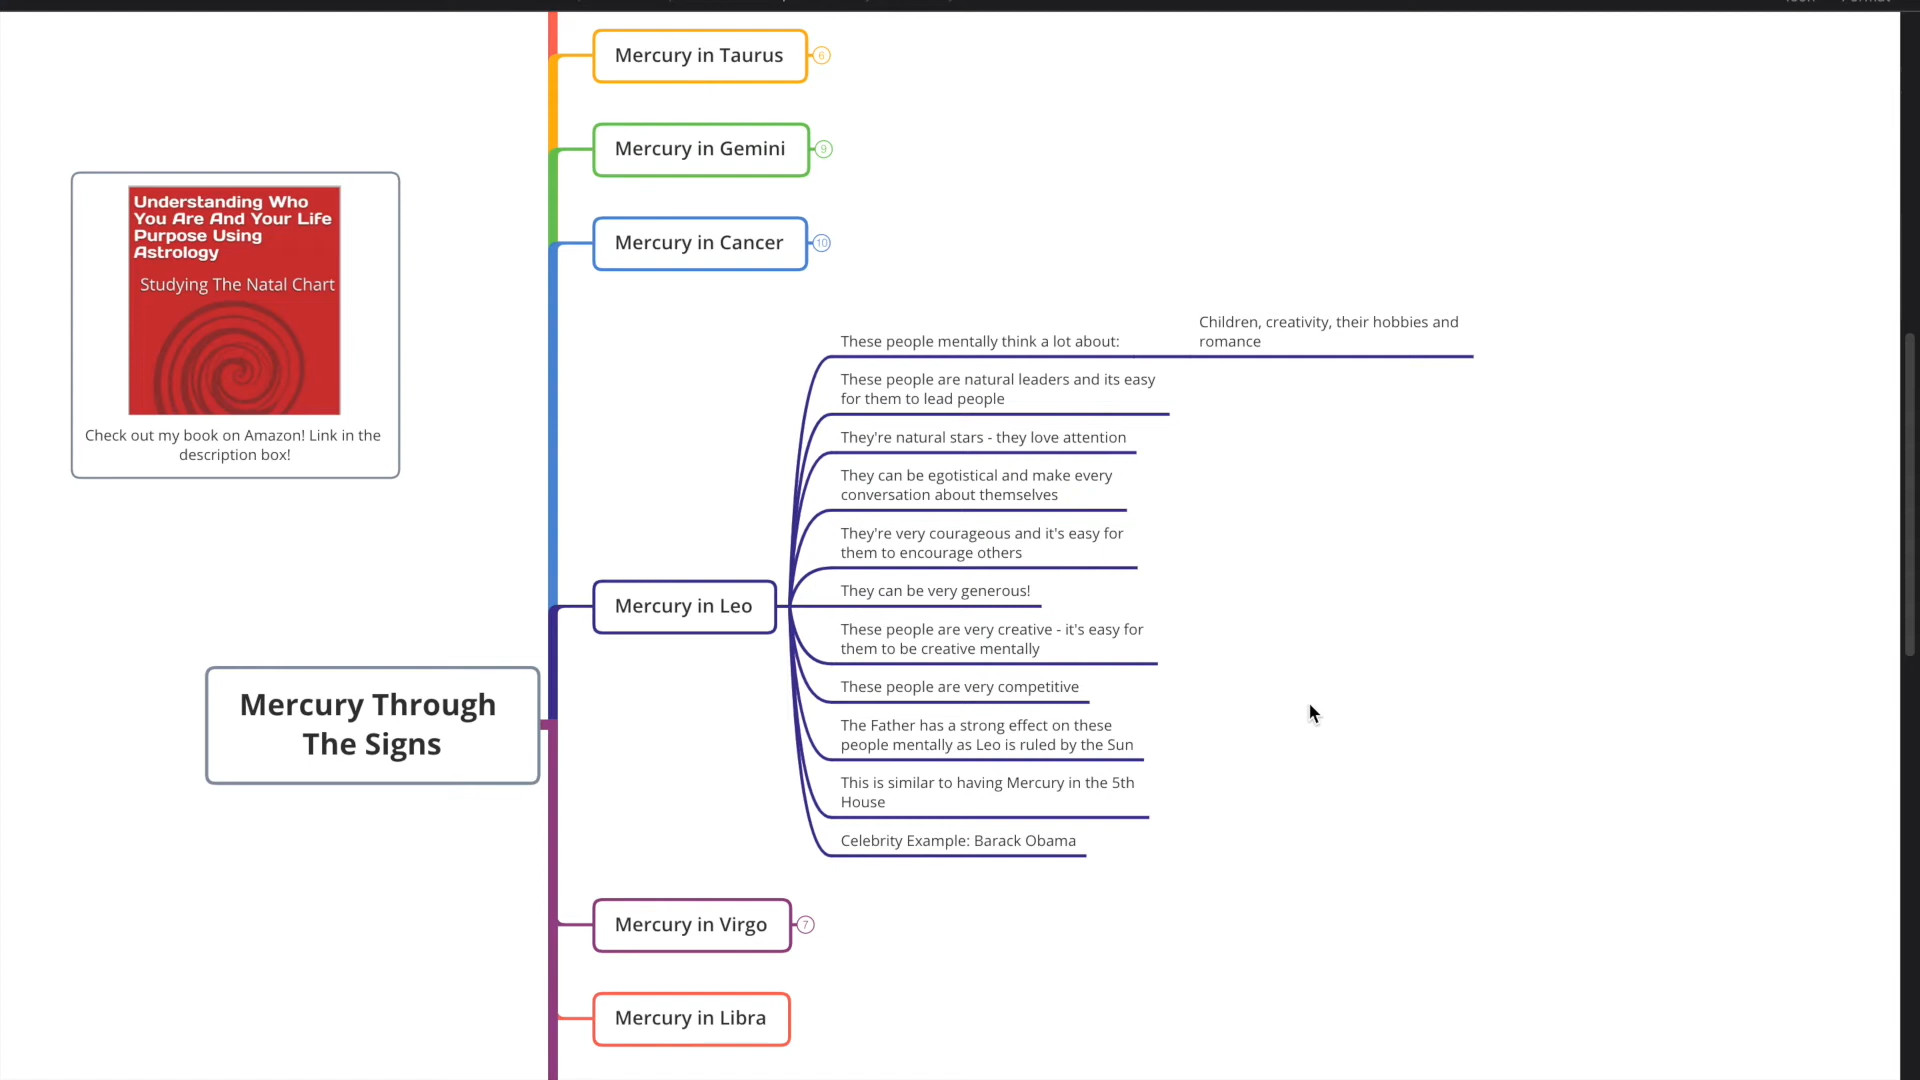 Mercury in Taurus
6
Mercury in Gemini
9
Understanding Who
You Are And Your Life
Purpose Using
Astrology
Studying The Natal Chart
Check out my book on Amazon! Link in the
description box!
Mercury in Cancer
10
Mercury Through
The Signs
Mercury in Leo
These people mentally think a lot about:
Children, creativity, their hobbies and
romance
These people are natural leaders and its easy
for them to lead people
They're natural stars - they love attention
They can be egotistical and make every
conversation about themselves
They're very courageous and it's easy for
them to encourage others
They can be very generous!
These people are very creative - it's easy for
them to be creative mentally
These people are very competitive
The Father has a strong effect on these
people mentally as Leo is ruled by the Sun
This is similar to having Mercury in the 5th
House
Celebrity Example: Barack Obama
Mercury in Virgo
7
Mercury in Libra